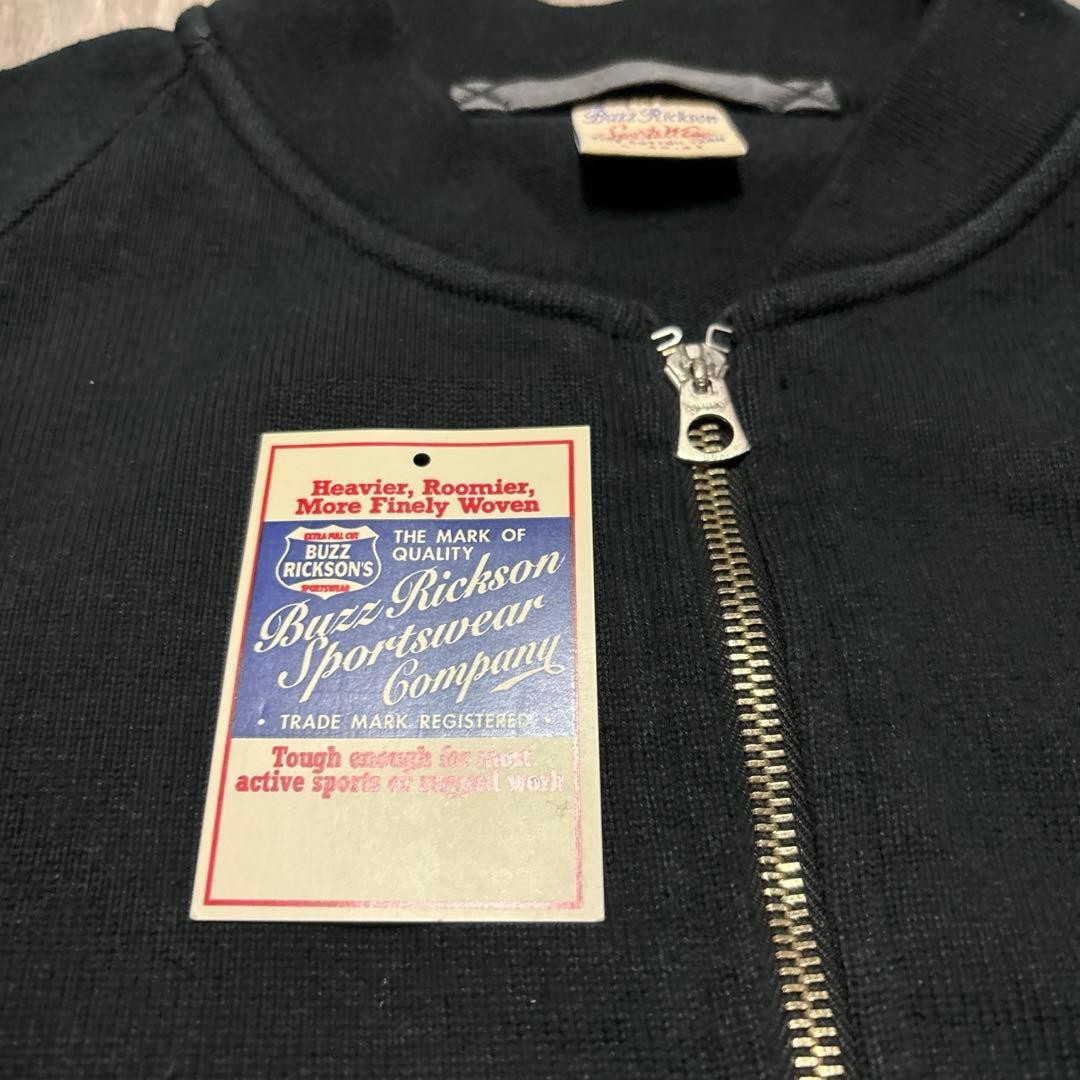 Buzz Rickson
Heavier, Roomier,
More Finely Woven
EXTRA FULL CUT
BUZZ
RICKSON'S
SPORTSWEAR
THE MARK OF
QUALITY
Buzz Rickson
Sportswear
Company
• TRADE MARK REGISTERED •
Tough enough for most
active sports of rugged work